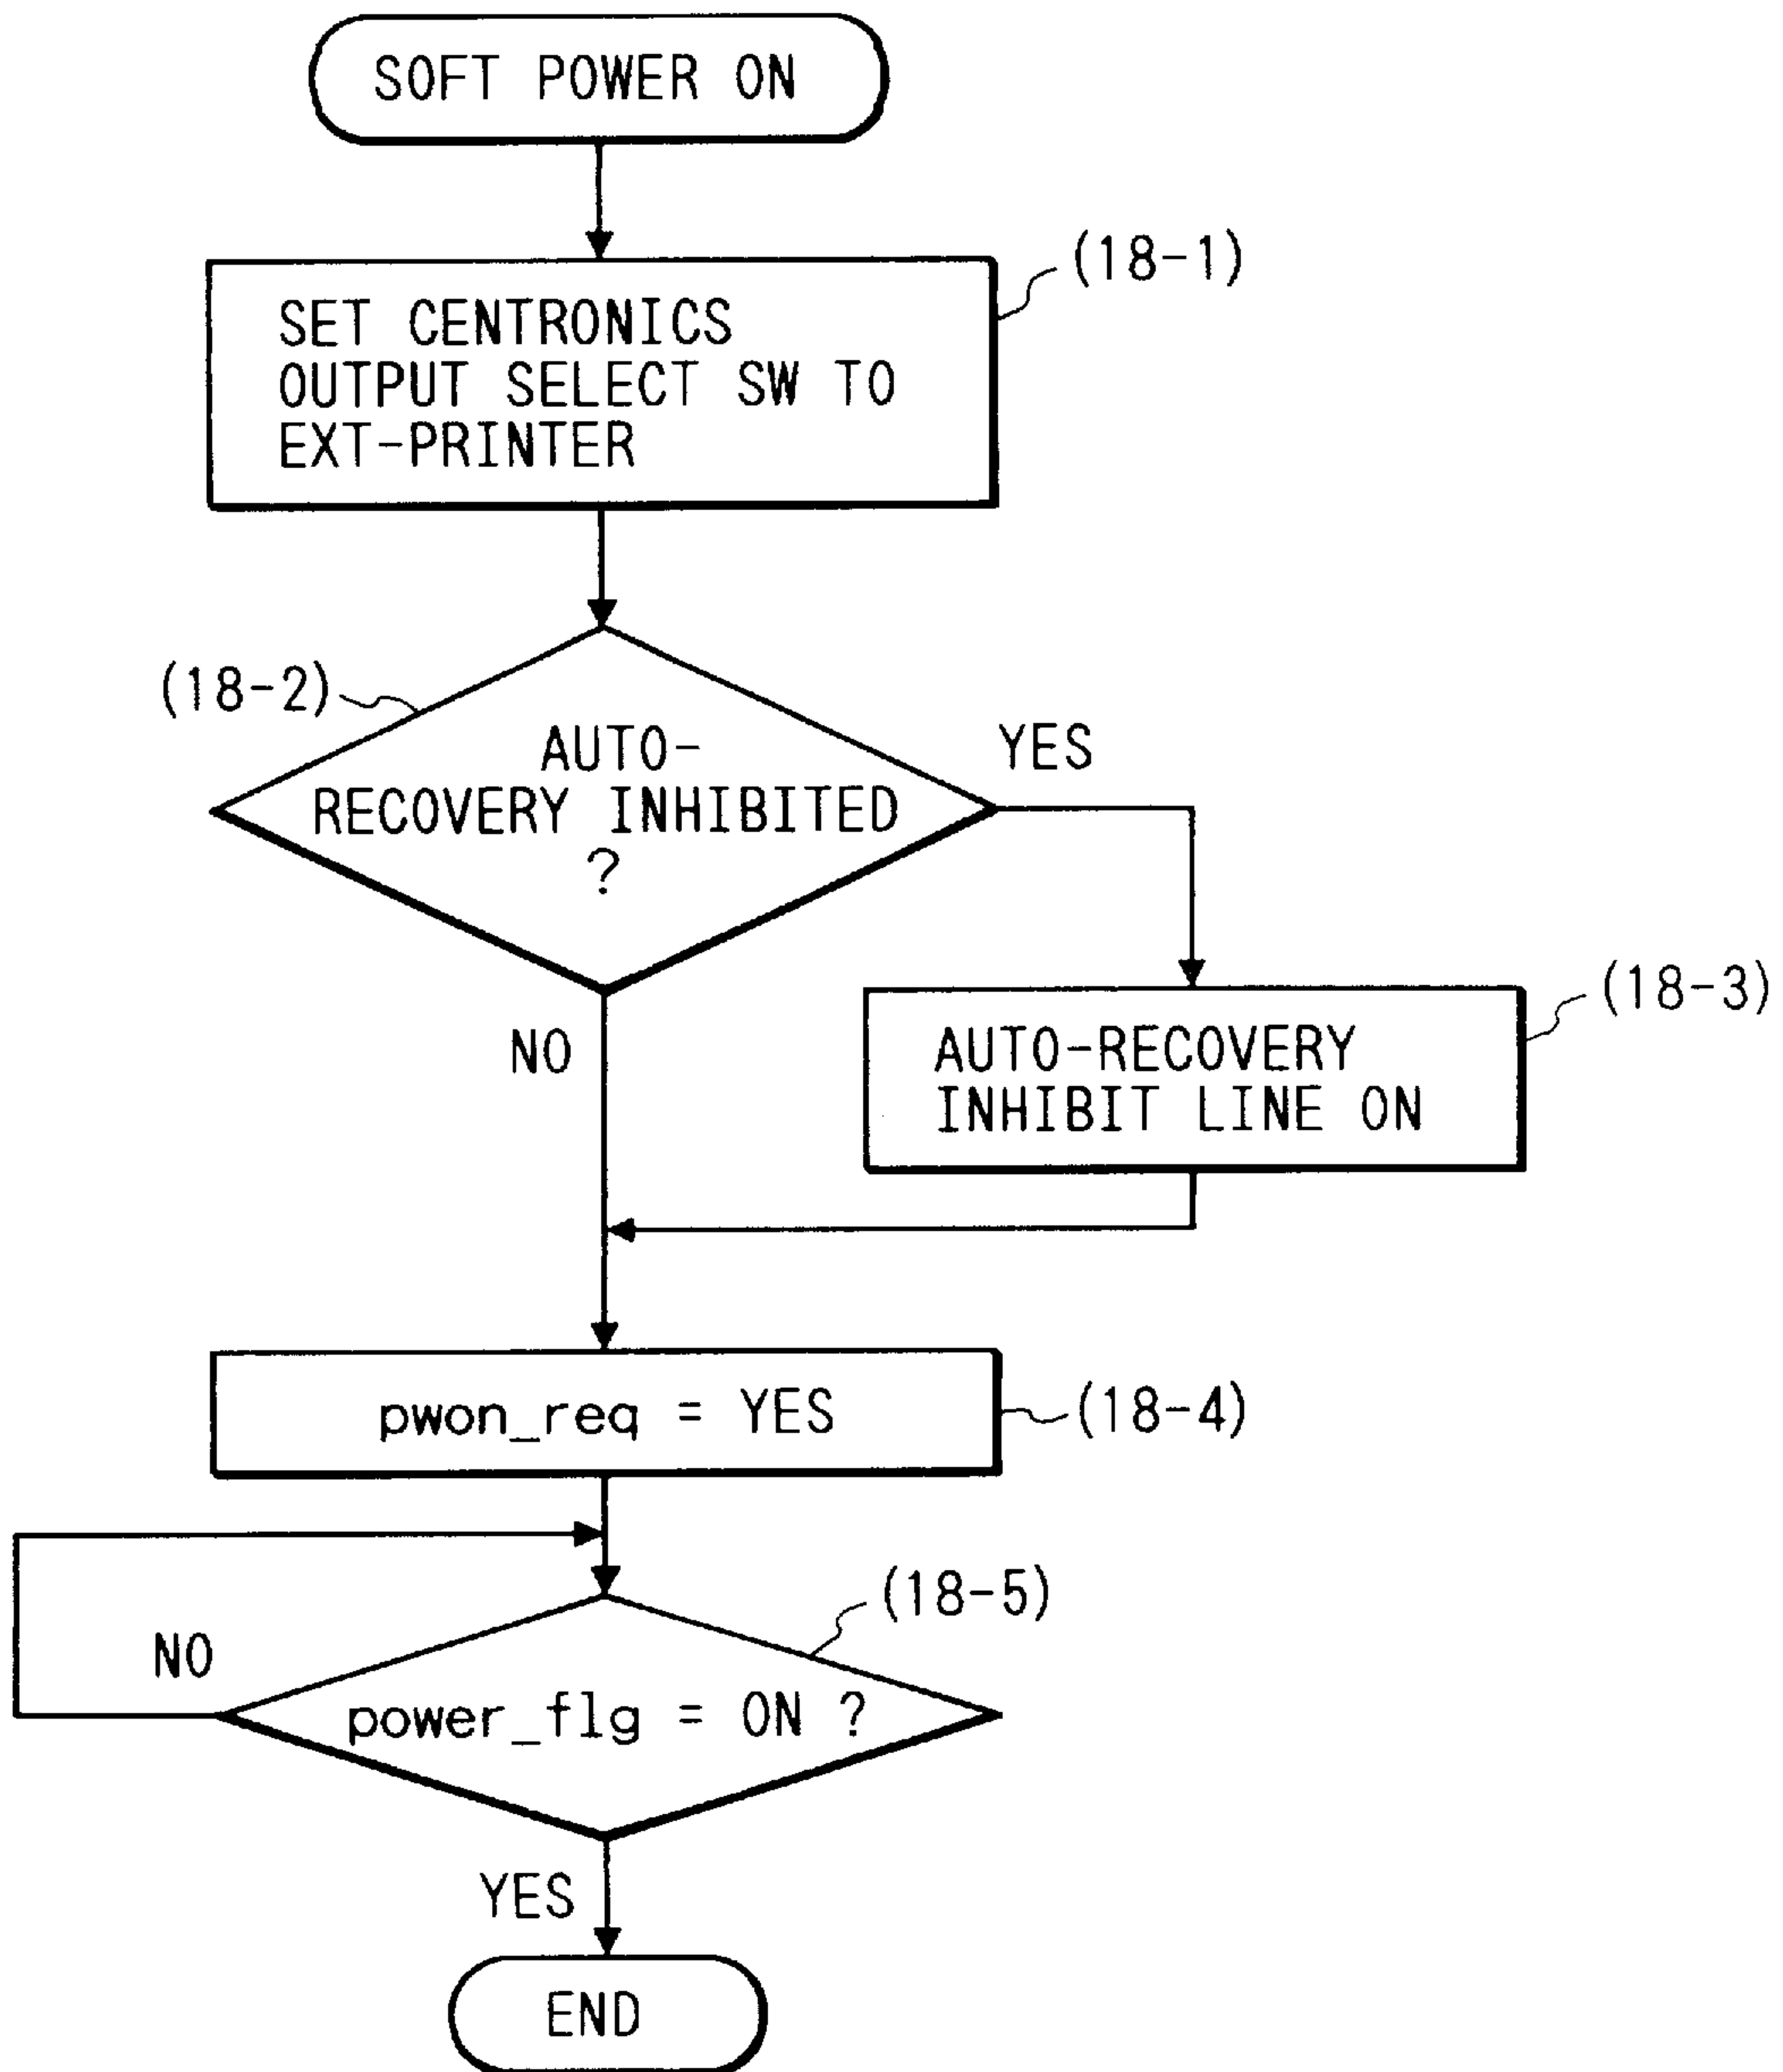 SOFT POWER ON
(18-1)
SET CENTRONICS
OUTPUT SELECT SW TO
EXT-PRINTER
(18-2)
AUTO-
RECOVERY INHIBITED
?
YES
NO
(18-3)
AUTO-RECOVERY
INHIBIT LINE ON
pwon_req = YES
(18-4)
(18-5)
NO
power_flg = ON ?
YES
END